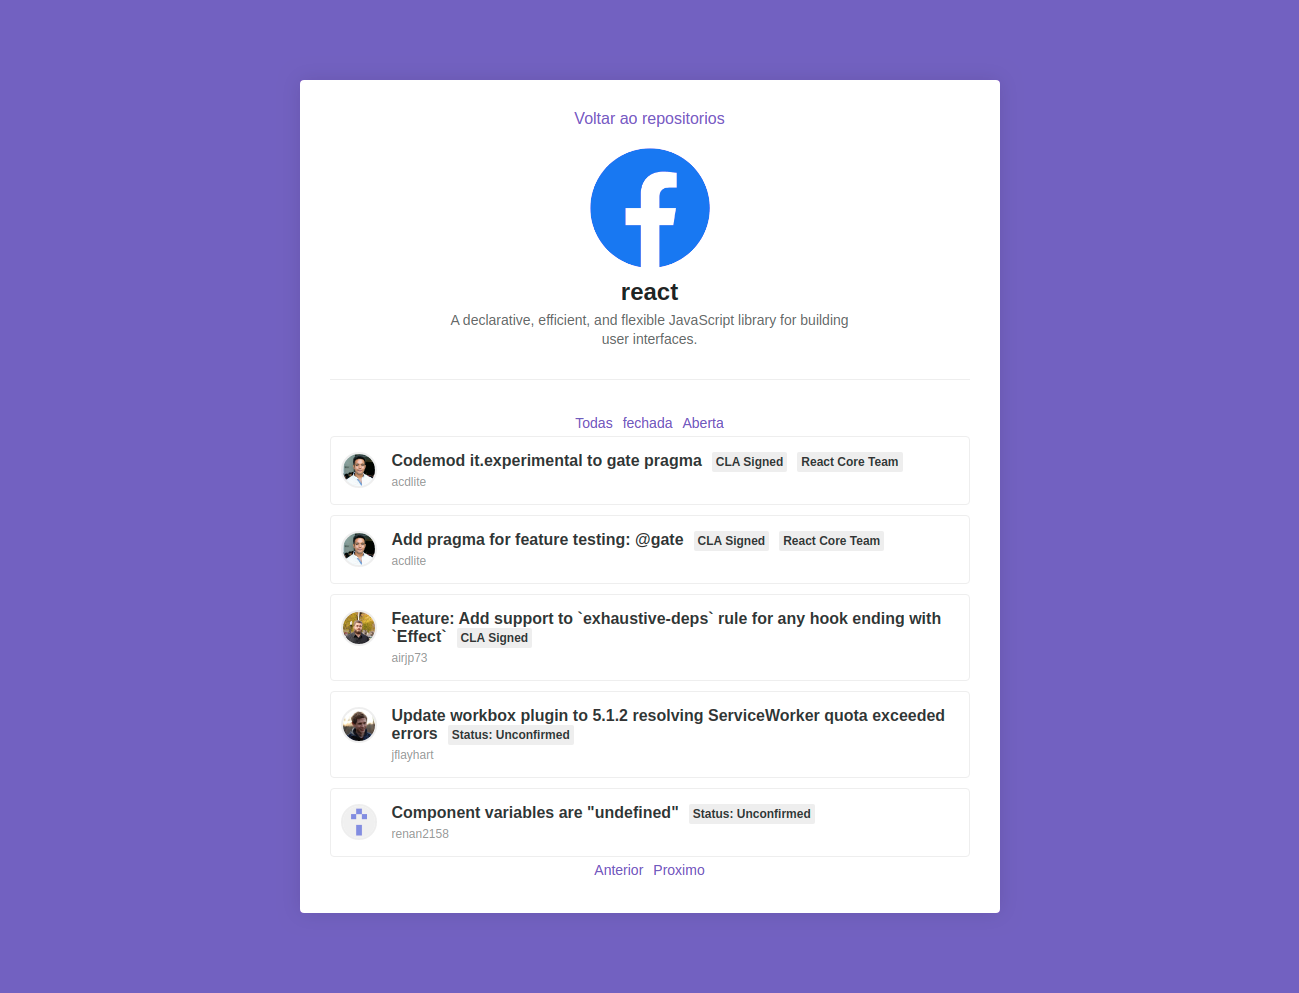 Voltar ao repositorios
react
A declarative, efficient, and flexible JavaScript library for building
user interfaces.
Todas fechada Aberta
Codemod it.experimental to gate pragma CLA Signed React Core Team
acdlite
Add pragma for feature testing: @gate CLA Signed React Core Team
acdlite
Feature: Add support to `exhaustive-deps` rule for any hook ending with
`Effect` CLA Signed
airjp73
Update workbox plugin to 5.1.2 resolving ServiceWorker quota exceeded
errors Status: Unconfirmed
jflayhart
Component variables are "undefined" Status: Unconfirmed
renan2158
Anterior Proximo